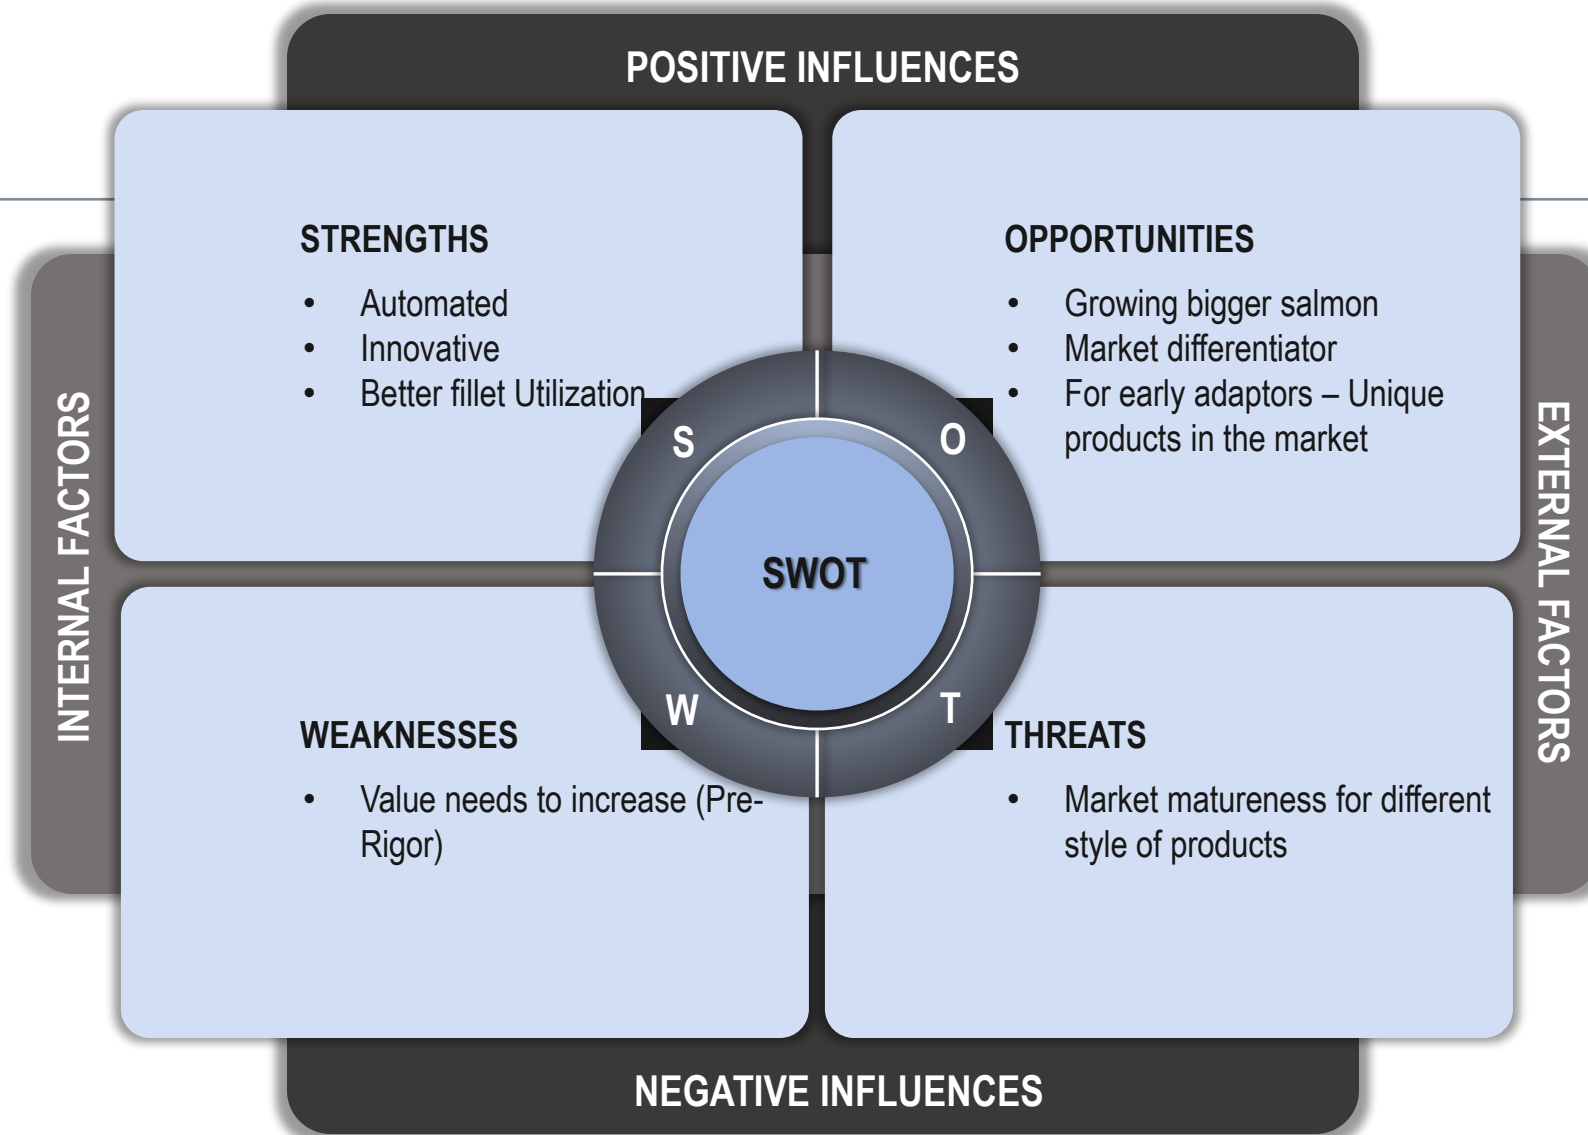 POSITIVE INFLUENCES
INTERNAL FACTORS
STRENGTHS
• Automated
• Innovative
• Better fillet Utilization
OPPORTUNITIES
• Growing bigger salmon
• Market differentiator
• For early adaptors – Unique
products in the market
EXTERNAL FACTORS
S
O
SWOT
W
T
WEAKNESSES
• Value needs to increase (Pre-
Rigor)
THREATS
• Market matureness for different
style of products
NEGATIVE INFLUENCES